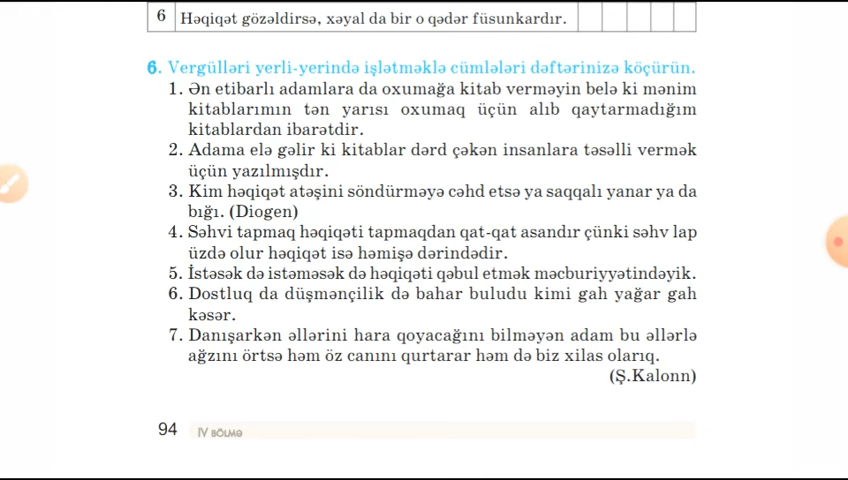 6 Həqiqət gözəldirsə, xəyal da bir o qədər füsunkardır.
6. Vergülləri yerli-yerində işlətməklə cümlələri dəftərinizə köçürün.
1. Ən etibarlı adamlara da oxumağa kitab verməyin belə ki mənim
kitablarımın tən yarısı oxumaq üçün alıb qaytarmadığım
kitablardan ibarətdir.
2. Adama elə gəlir ki kitablar dərd çəkən insanlara təsəlli vermək
üçün yazılmışdır.
3. Kim həqiqət atəşini söndürməyə cəhd etsə ya saqqalı yanar ya da
bığı. (Diogen)
4. Səhvi tapmaq həqiqəti tapmaqdan qat-qat asandır çünki səhv lap
üzdə olur həqiqət isə həmişə dərindədir.
5. İstəsək də istəməsək də həqiqəti qəbul etmək məcburiyyətindəyik.
6. Dostluq da düşmənçilik də bahar buludu kimi gah yağar gah
kəsər.
7. Danışarkən əllərini hara qoyacağını bilməyən adam bu əllərlə
ağzını örtsə həm öz canını qurtarar həm də biz xilas olarıq.
(Ş.Kalonn)
94 IV BÖLMƏ